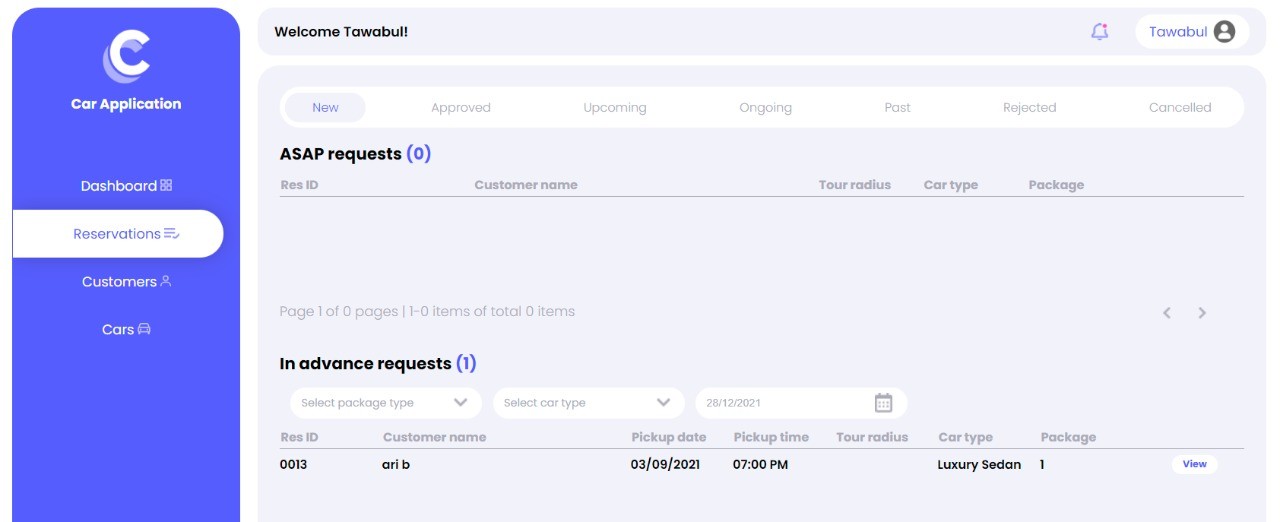 Welcome Tawabul!
Tawabul
Car Application
Dashboard
Reservations
Customers
Cars
New Approved Upcoming Ongoing Past Rejected Cancelled
ASAP requests (0)
Res ID Customer name Tour radius Car type Package
Page 1 of 0 pages | 1-0 items of total 0 items
In advance requests (1)
Select package type Select car type 28/12/2021
Res ID Customer name Pickup date Pickup time Tour radius Car type Package
0013 ari b 03/09/2021 07:00 PM Luxury Sedan 1 View